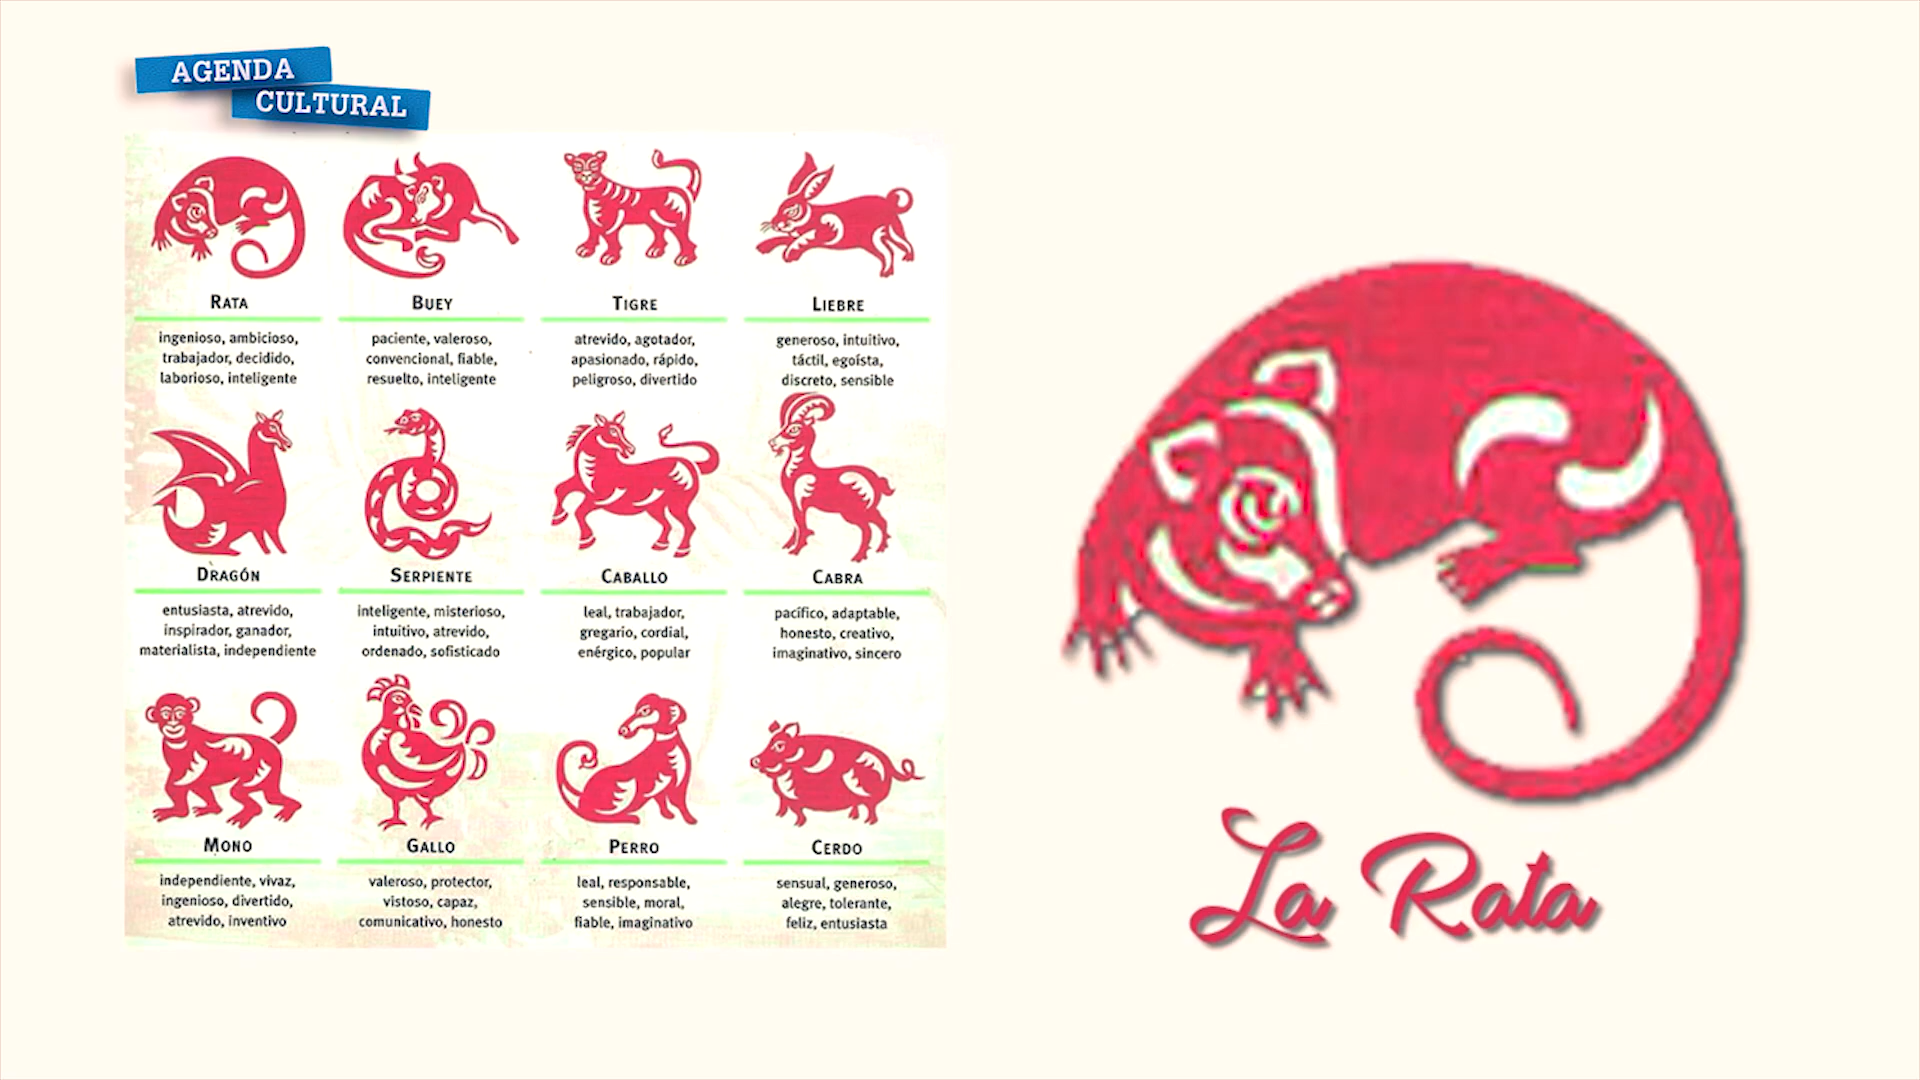 AGENDA
CULTURAL
RATA
ingenioso, ambicioso,
trabajador, decidido,
laborioso, inteligente
BUEY
paciente, valeroso,
convencional, fiable,
resuelto, inteligente
TIGRE
atrevido, agotador,
apasionado, rápido,
peligroso, divertido
LIEBRE
generoso, intuitivo,
táctil, egoísta,
discreto, sensible
DRAGÓN
entusiasta, atrevido,
inspirador, ganador,
materialista, independiente
SERPIENTE
inteligente, misterioso,
intuitivo, atrevido,
ordenado, sofisticado
CABALLO
leal, trabajador,
gregario, cordial,
enérgico, popular
CABRA
pacífico, adaptable,
honesto, creativo,
imaginativo, sincero
MONO
independiente, vivaz,
ingenioso, divertido,
atrevido, inventivo
GALLO
valeroso, protector,
vistoso, capaz,
comunicativo, honesto
PERRO
leal, responsable,
sensible, moral,
fiable, imaginativo
CERDO
sensual, generoso,
alegre, tolerante,
feliz, entusiasta
La Rata